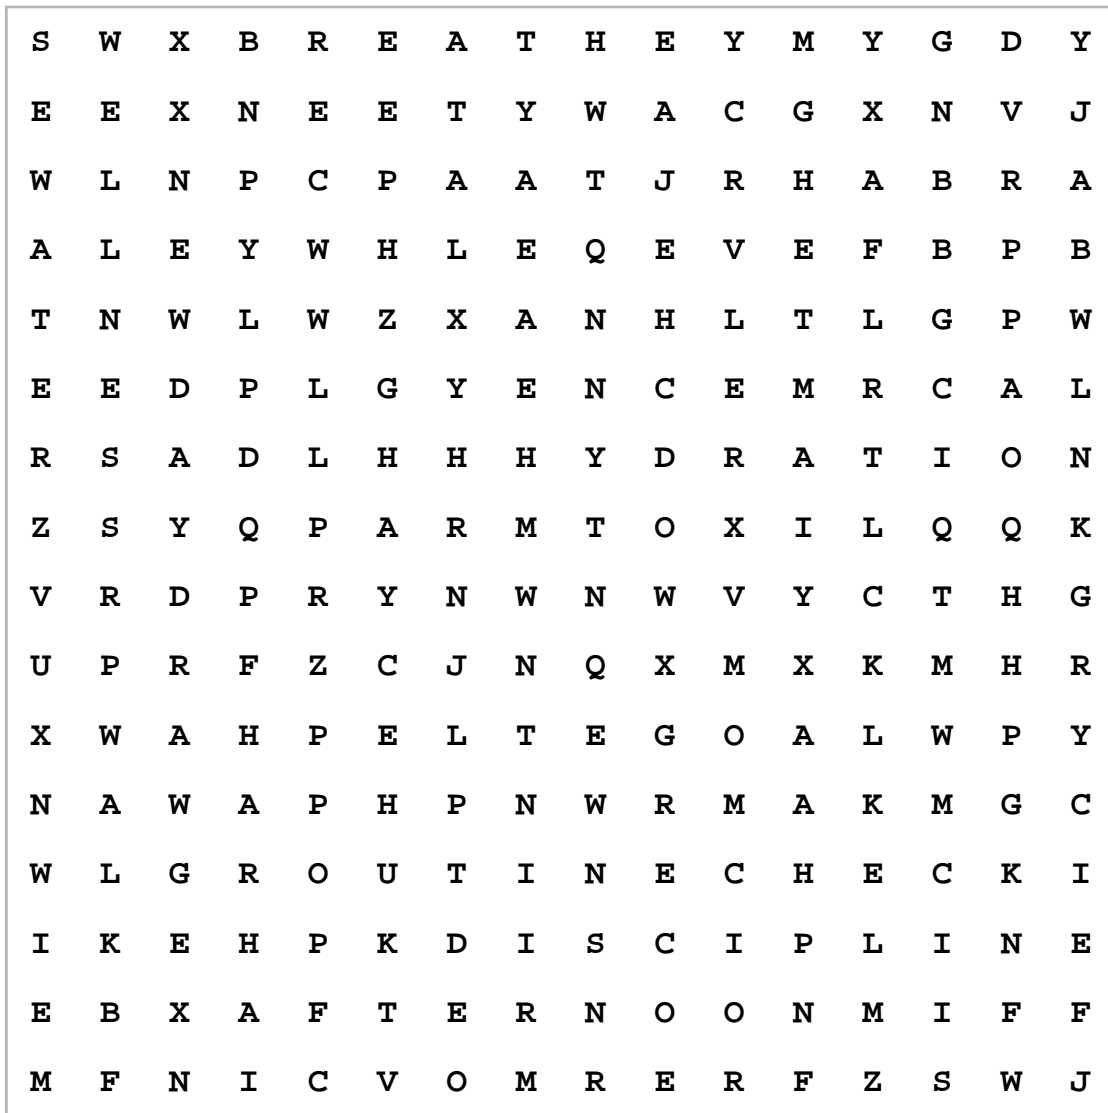 S W X B R E A T H E Y M Y G D Y
E E X N E E T Y W A C G X N V J
W L N P C P A A T J R H A B R A
A L E Y W H L E Q E V E F B P B
T N W L W Z X A N H L T L G P W
E E D P L G Y E N C E M R C A L
R S A D L H H H Y D R A T I O N
Z S Y Q P A R M T O X I L Q Q K
V R D P R Y N W N W V Y C T H G
U P R F Z C J N Q X M X K M H R
X W A H P E L T E G O A L W P Y
N A W A P H P N W R M A K M G C
W L G R O U T I N E C H E C K I
I K E H P K D I S C I P L I N E
E B X A F T E R N O O N M I F F
M F N I C V O M R E R F Z S W J